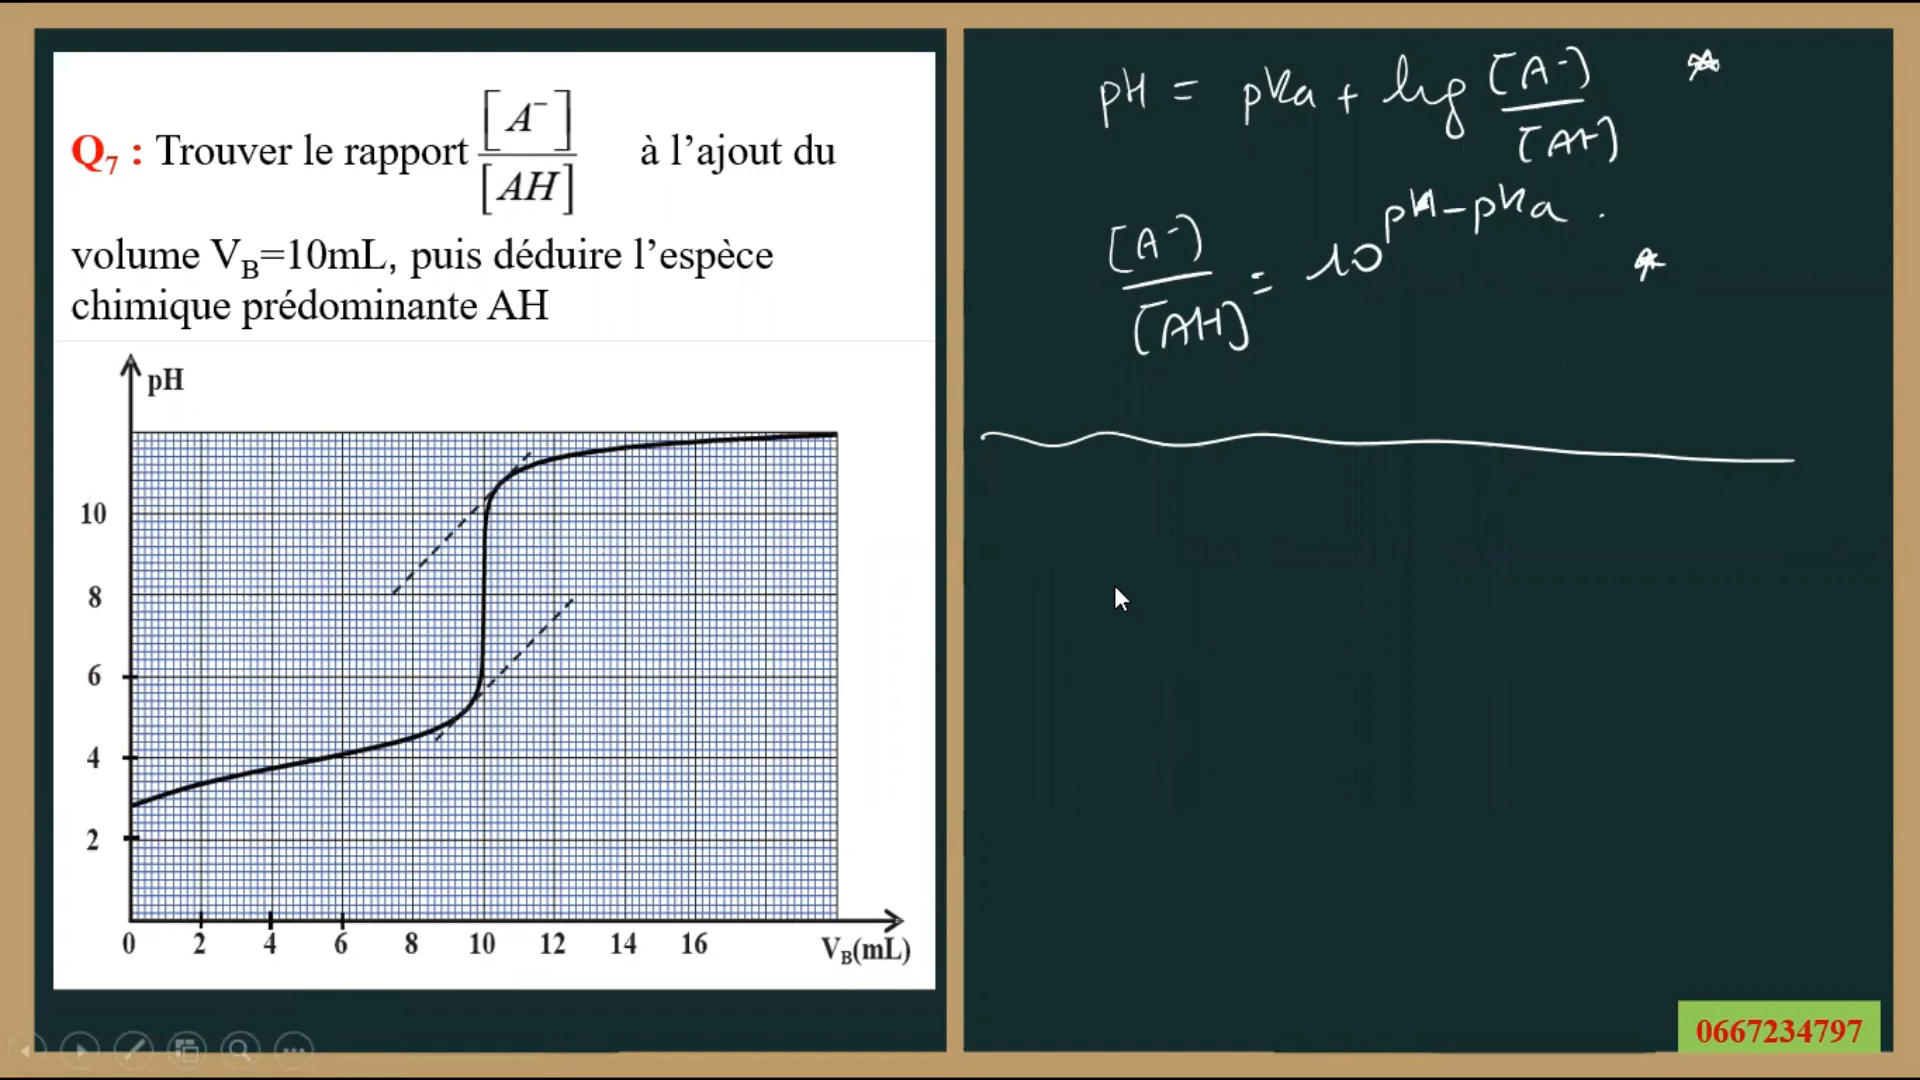 Q7 : Trouver le rapport [A⁻]/[AH] à l'ajout du
volume VB=10mL, puis déduire l'espèce
chimique prédominante AH
pH
10
8
6
4
2
0 2 4 6 8 10 12 14 16 VB(mL)
pH = pKa + log [A⁻]/[AH] *
[A⁻]/[AH] = 10^pH-pKa . *
0667234797